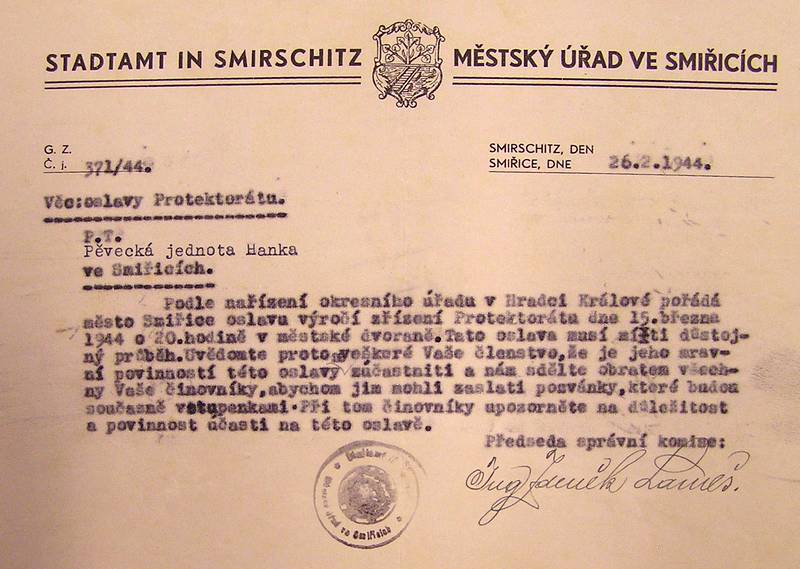 STADTAMT IN SMIRSCHITZ MĚSTSKÝ ÚŘAD VE SMIŘICÍCH
G. Z.
Č. j. 371/44.
SMIRSCHITZ, DEN
SMIŘICE, DNE 26.2.1944.
Věc:oslavy Protektorátu.
P.T.
Pěvecká jednota Hanka
ve Smiřicích.
Podle nařízení okresního úřadu v Hradci Králové pořádá
město Smiřice oslavu výročí zřízení Protektorátu dne 15.března
1944 o 20.hodině v městské dvoraně.Tato oslava musí míti důstoj-
ný průběh.Uvědomte proto veškeré Vaše členstvo,že je jeho mrav-
ní povinností této oslavy súčastniti a nám sdělte obratem všech-
ny Vaše činovníky,abychom jim mohli zaslati pozvánky,které budou
současně vstupenkami.Při tom činovníky upozorněte na důležitost
a povinnost účasti na této oslavě.
Předseda správní komise:
Ing
úřad ve Smiřicích